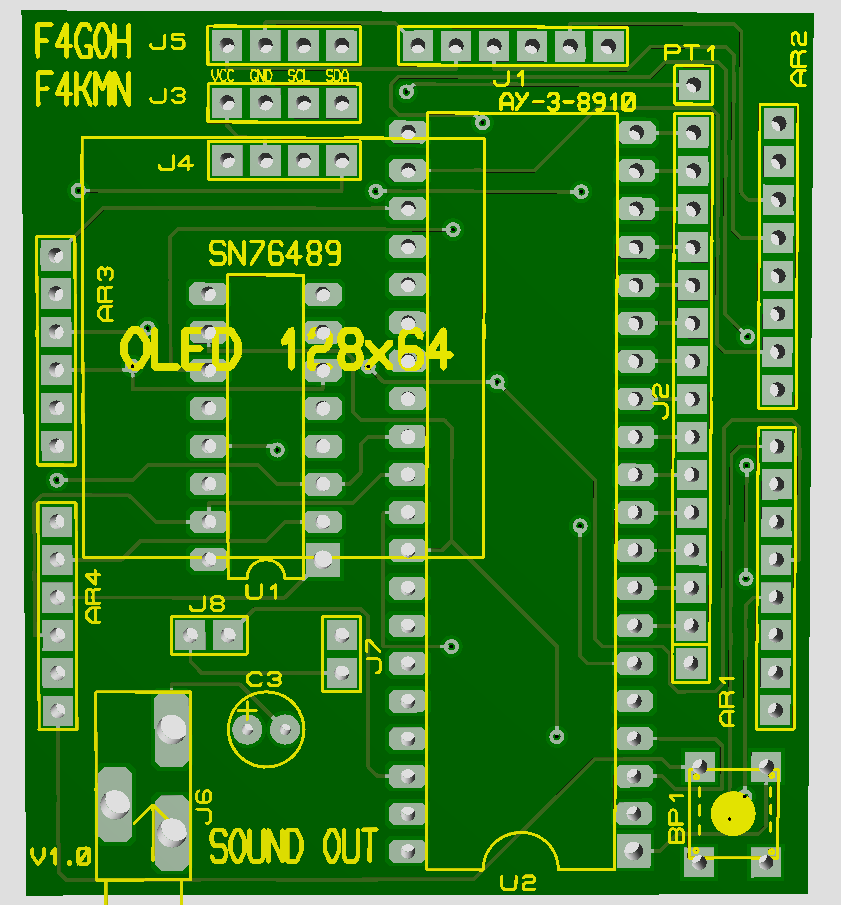 F4GOH J5
VCC GND SCL SDA
J1
PT1
AR2
F4KMN J3
AY-3-8910
J4
SN76489
AR3
OLED 128x64
J2
U1
AR4
J8
J7
C3
+
AR1
J6
BP1
V1.0
SOUND OUT
U2